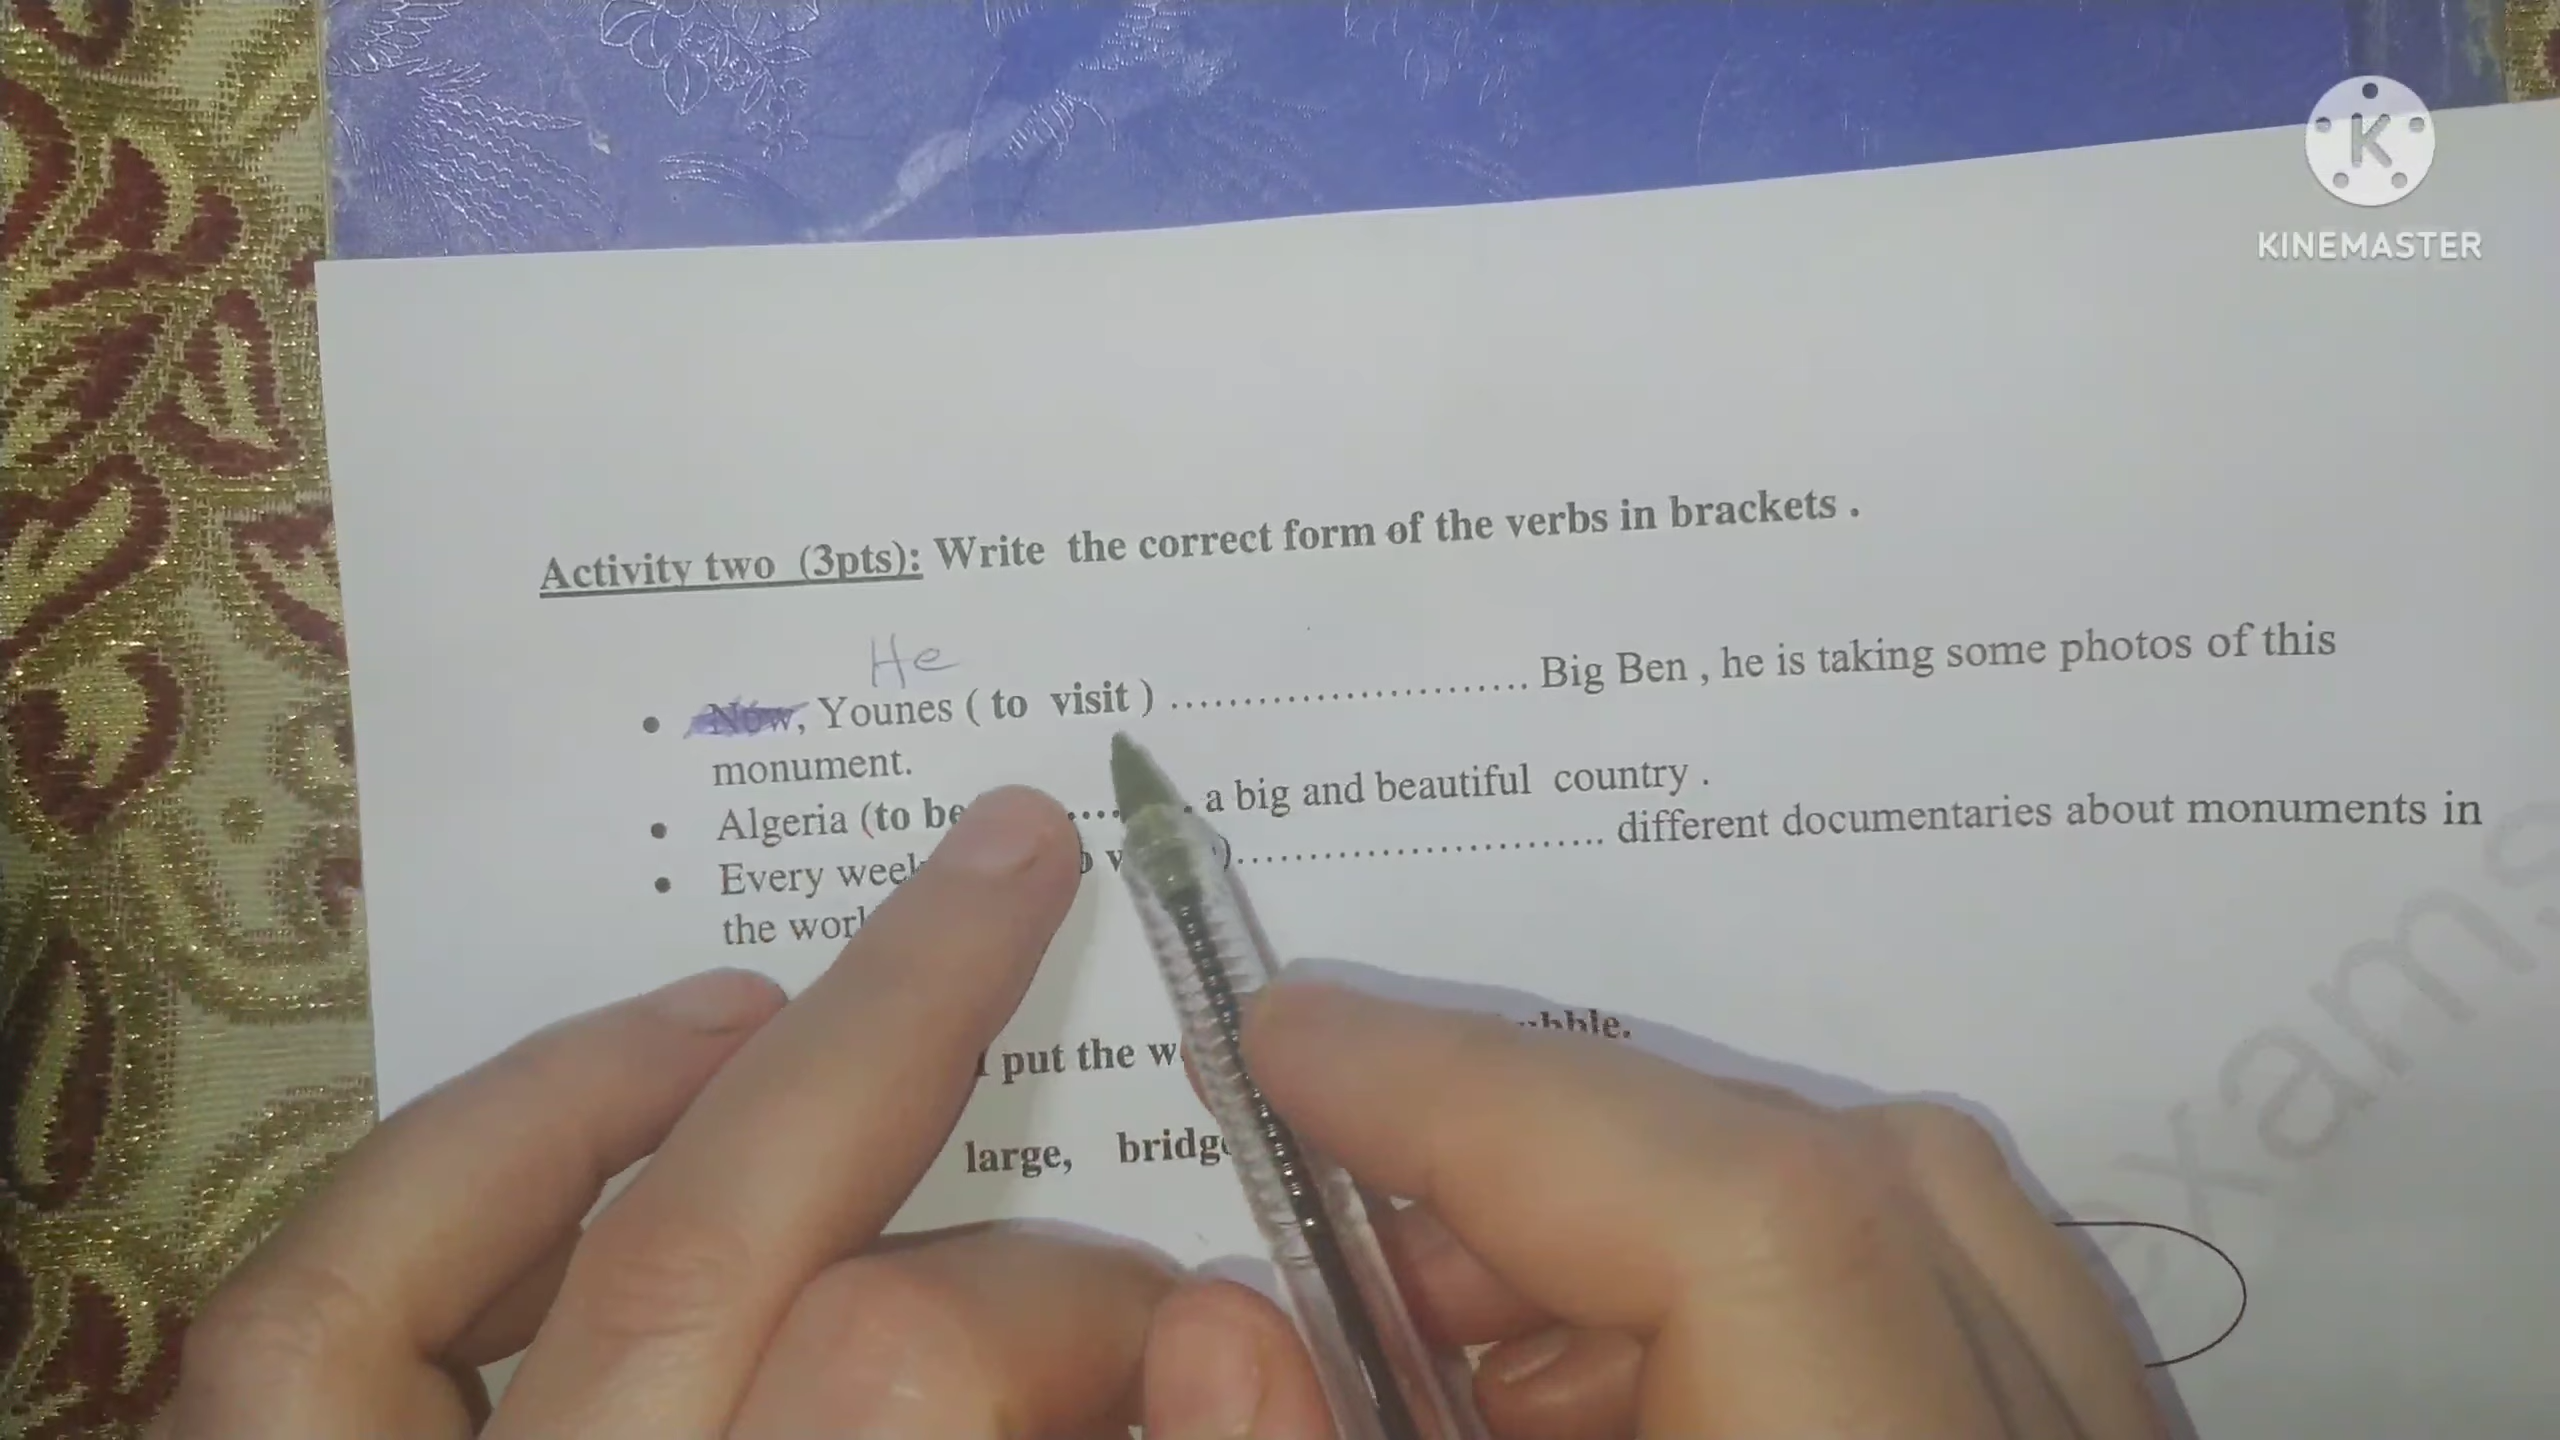 KINEMASTER
Activity two (3pts): Write the correct form of the verbs in brackets .
He
Now, Younes ( to visit ) ........................ Big Ben , he is taking some photos of this
monument.
Algeria (to be ...... a big and beautiful country .
Every ).......................... different documentaries about monuments in
the
put the
large,
exams